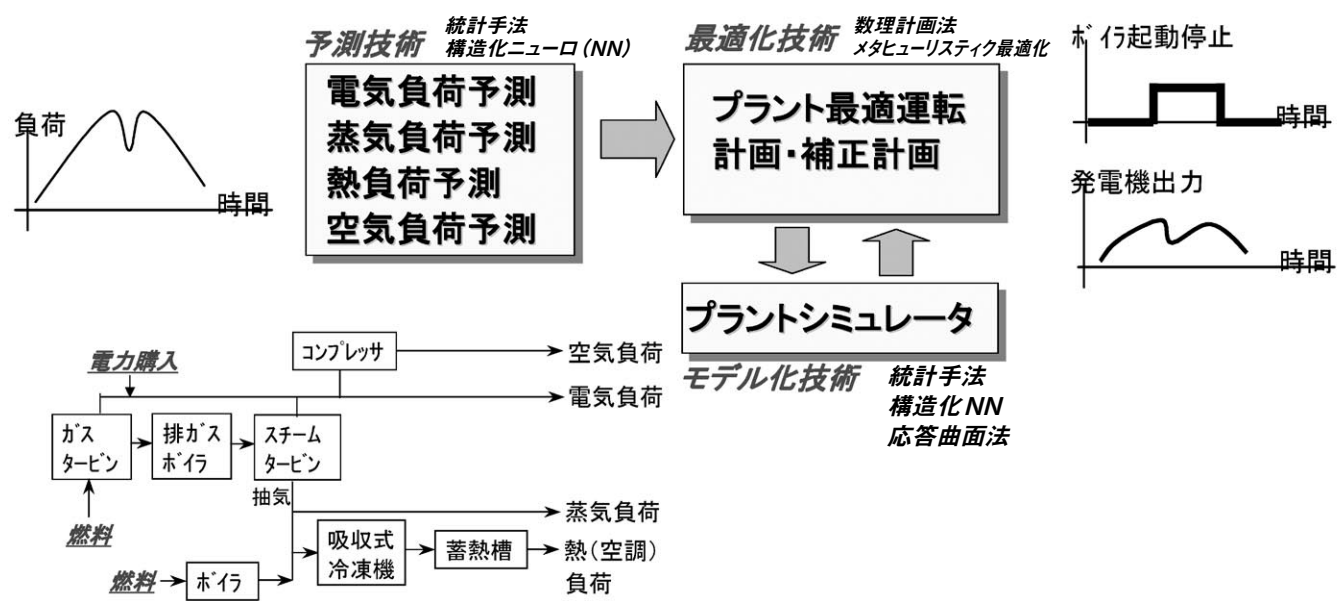 予測技術
統計手法
構造化ニューロ(NN)
電気負荷予測
蒸気負荷予測
熱負荷予測
空気負荷予測
負荷
時間
最適化技術
数理計画法
メタヒューリスティク最適化
プラント最適運転
計画・補正計画
プラントシミュレータ
モデル化技術
統計手法
構造化NN
応答曲面法
ボイラ起動停止
時間
発電機出力
時間
電力購入
コンプレッサ
空気負荷
電気負荷
ガス
タービン
排ガス
ボイラ
スチーム
タービン
抽気
燃料
蒸気負荷
燃料
ボイラ
吸収式
冷凍機
蓄熱槽
熱(空調)
負荷